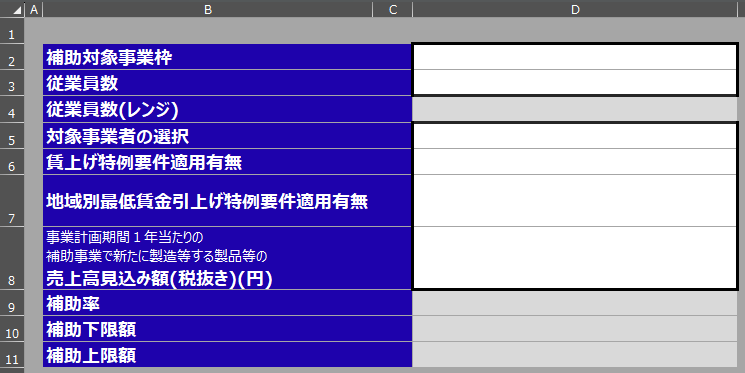 A B C D
1
2 補助対象事業枠
3 従業員数
4 従業員数(レンジ)
5 対象事業者の選択
6 賃上げ特例要件適用有無
7 地域別最低賃金引上げ特例要件適用有無
事業計画期間1年当たりの
補助事業で新たに製造等する製品等の
8 売上高見込み額(税抜き)(円)
9 補助率
10 補助下限額
11 補助上限額